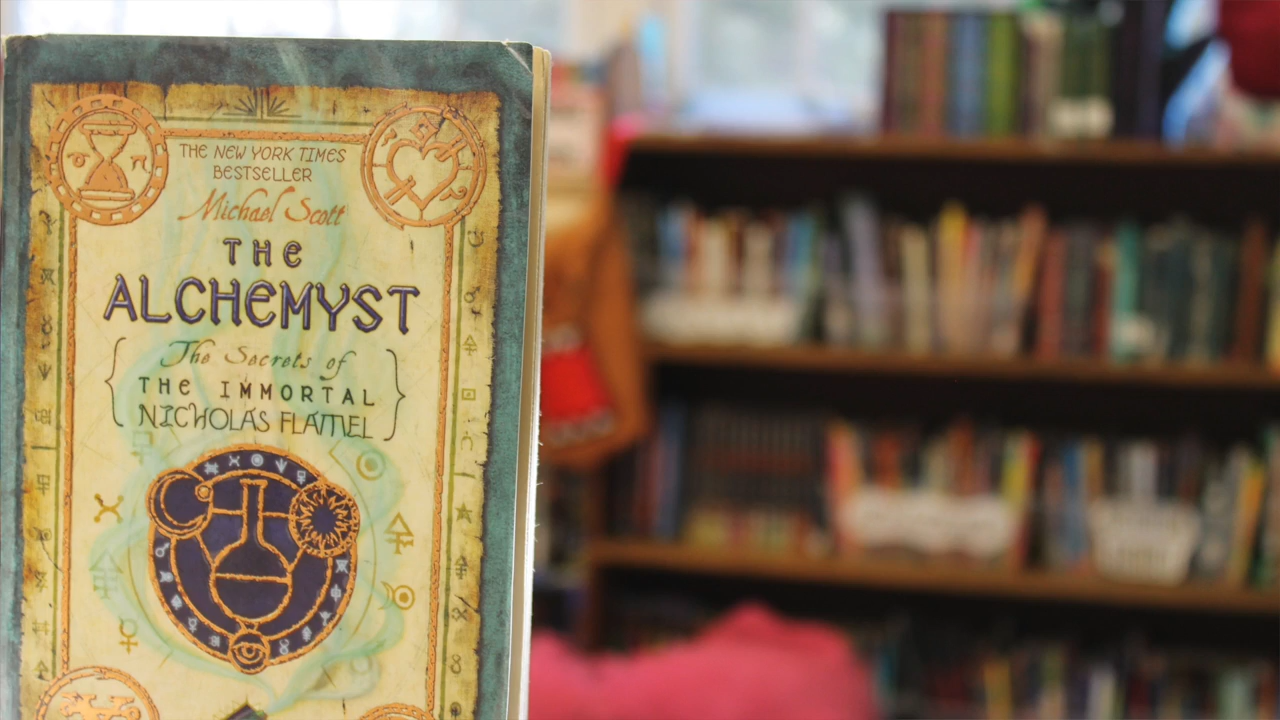 THE NEW YORK TIMES
BESTSELLER
Michael Scott
THE
ALCHEMYST
The Secrets of
THE IMMORTAL
NICHOLAS FLAMEL